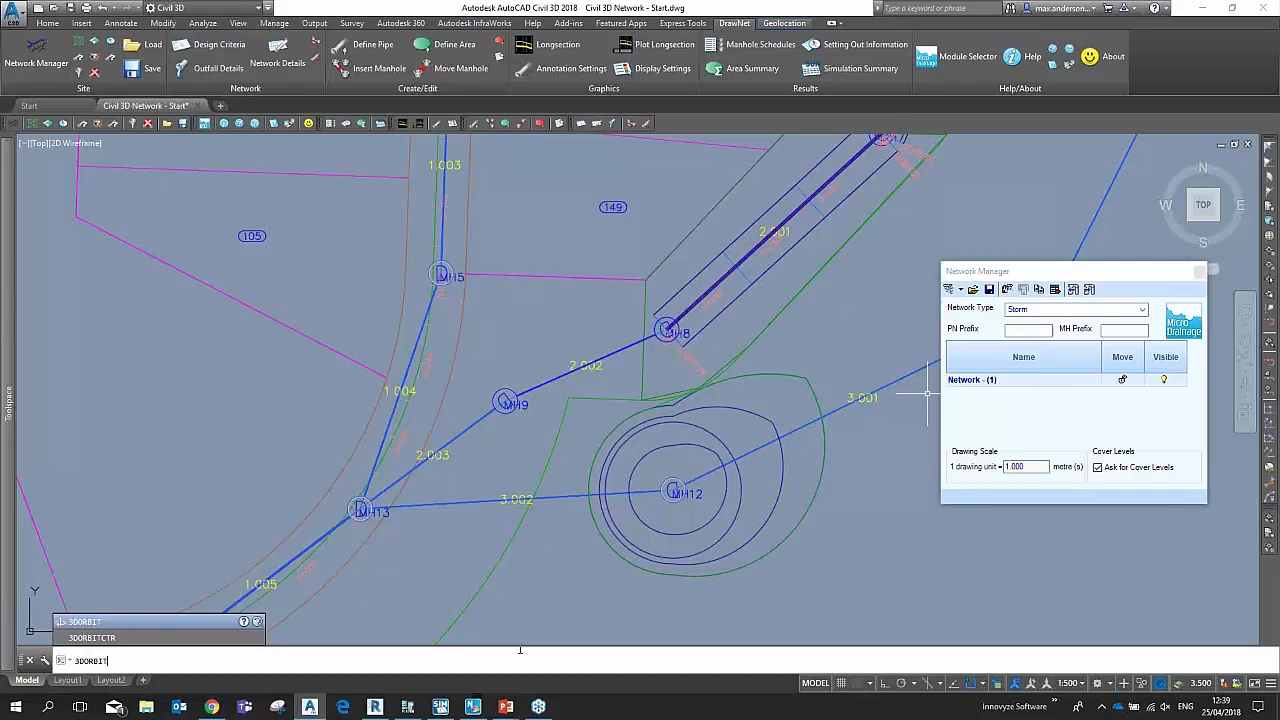 Civil 3D
Autodesk AutoCAD Civil 3D 2018 Civil 3D Network - Start.dwg
Type a keyword or phrase
max.anderson...
Home Insert Annotate Modify Analyze View Manage Output Survey Autodesk 360 Autodesk InfraWorks Help Add-ins Featured Apps Express Tools DrawNet Geolocation
Network Manager Load Save Site
Design Criteria Outfall Details Network Details Network
Define Pipe Define Area Insert Manhole Move Manhole Create/Edit
Longsection Plot Longsection Annotation Settings Display Settings Graphics
Manhole Schedules Setting Out Information Area Summary Simulation Summary Results
Module Selector Help About Help/About
Start Civil 3D Network - Start*
[−][Top][2D Wireframe]
1.003
N
W TOP E
S
149
105
2.001
MH5
MH8
2.002
1.004
MH9
3.001
2.003
MH12
3.002
MH13
1.005
Y
Network Manager
Network Type Storm
PN Prefix MH Prefix
Micro Drainage
Name Move Visible
Network - (1)
Drawing Scale Cover Levels
1 drawing unit = 1.000 metre (s) Ask for Cover Levels
Toolspace
3DORBIT
3DORBITCTR
3DORBIT
Model Layout1 Layout2
MODEL 1:500 3.500
Innovyze Software
12:39
25/04/2018